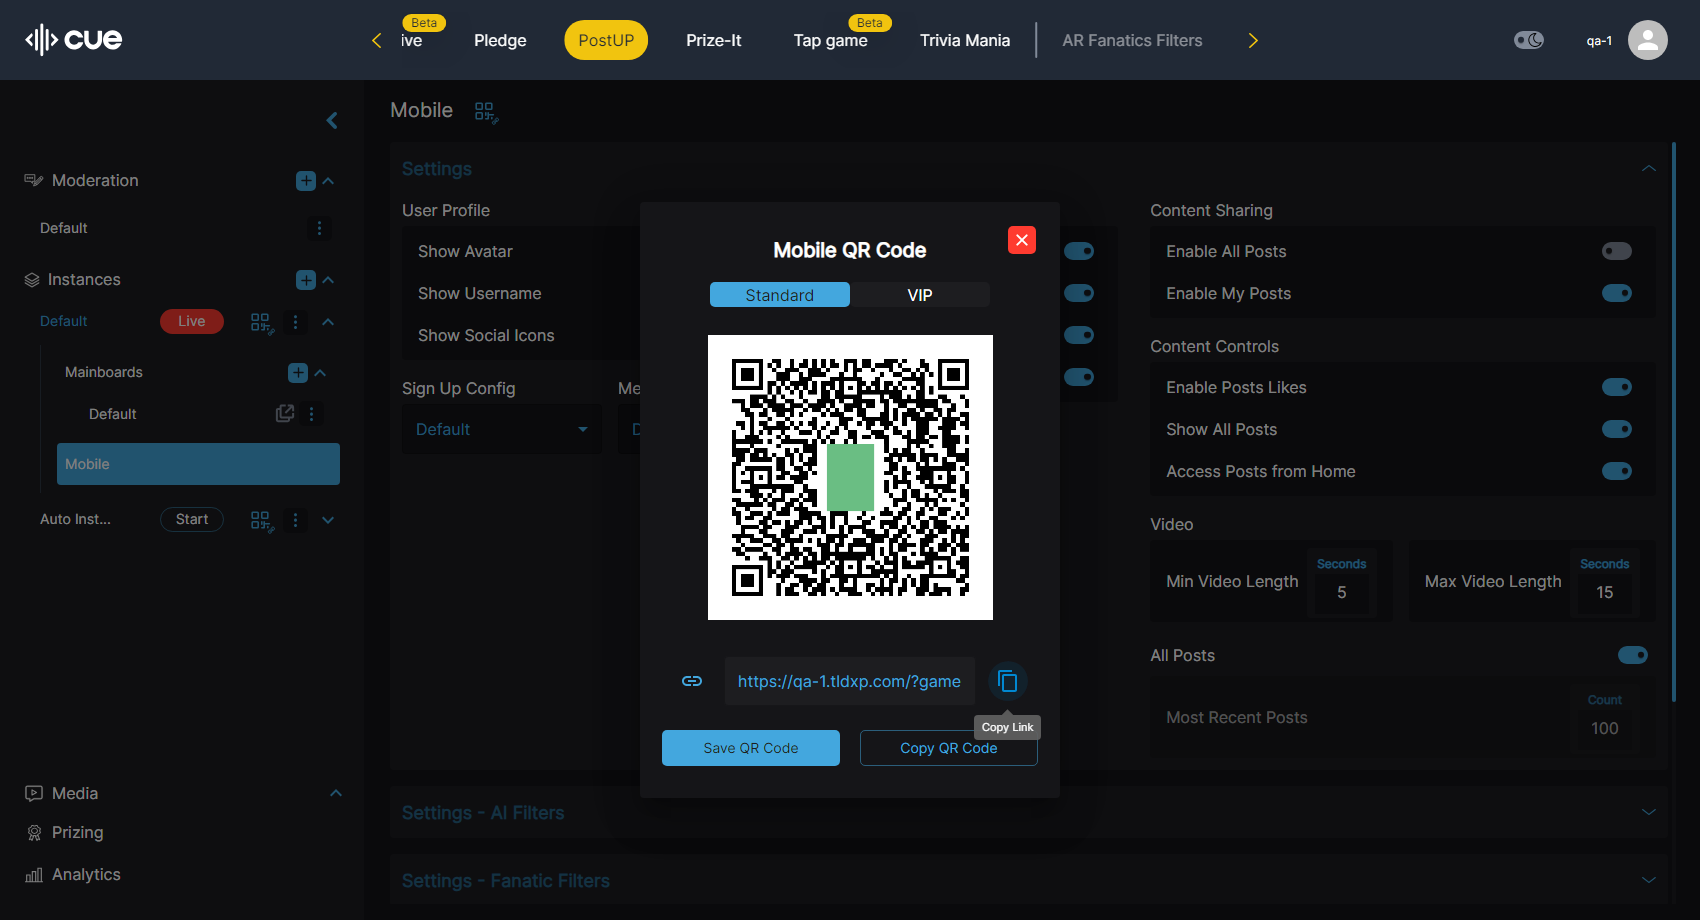 cue
Beta
ive
Pledge
PostUP
Prize-It
Beta
Tap game
Trivia Mania
AR Fanatics Filters
qa-1
Moderation
Default
Instances
Default
Live
Mainboards
Default
Mobile
Auto Inst...
Start
Media
Prizing
Analytics
Mobile
Settings
User Profile
Show Avatar
Show Username
Show Social Icons
Sign Up Config
Me
Default
D
Content Sharing
Enable All Posts
Enable My Posts
Content Controls
Enable Posts Likes
Show All Posts
Access Posts from Home
Video
Min Video Length
Seconds
5
Max Video Length
Seconds
15
All Posts
Most Recent Posts
Count
100
Settings - AI Filters
Settings - Fanatic Filters
Mobile QR Code
Standard
VIP
https://qa-1.tldxp.com/?game
Copy Link
Save QR Code
Copy QR Code